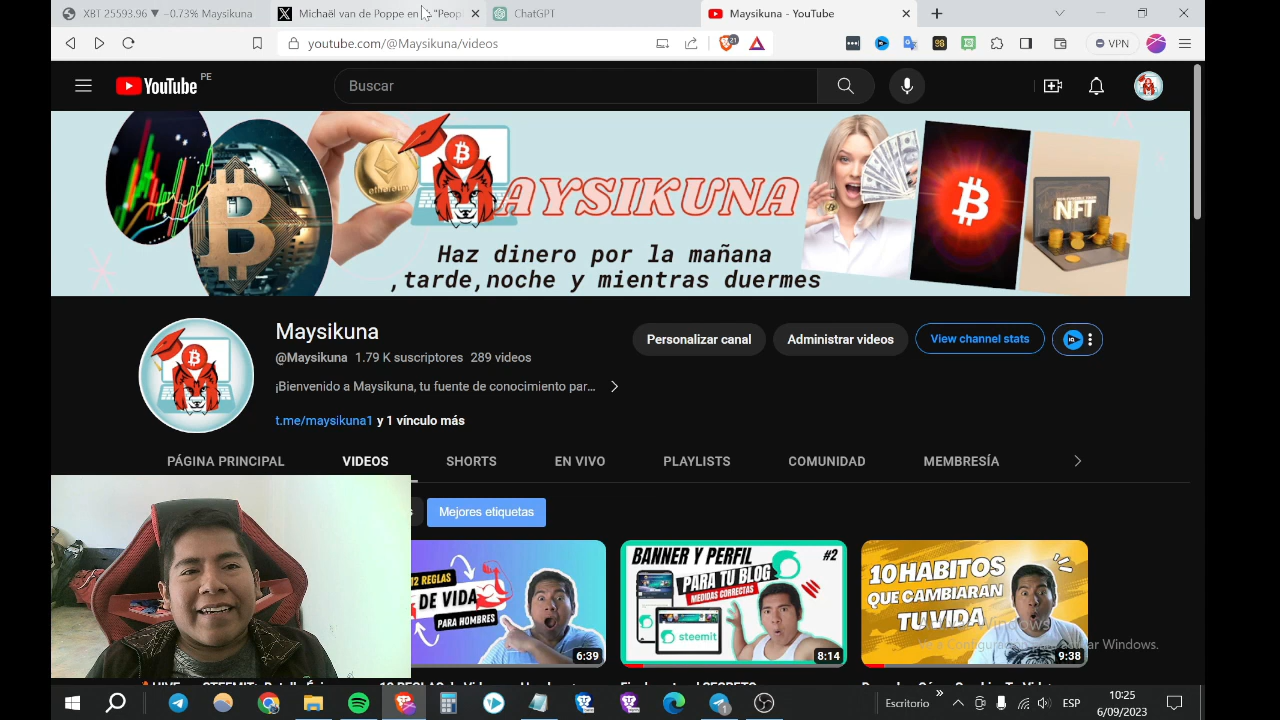 XBT 25593.96 ▼ −0.73% Maysikuna
Michaël van de Poppe en
"Peop
ChatGPT
Maysikuna - YouTube
youtube.com/@Maysikuna/videos
21
VPN
YouTube PE
Buscar
ethereum
MAYSIKUNA
NFT
Haz dinero por la mañana
,tarde,noche y mientras duermes
Maysikuna
@Maysikuna 1.79 K suscriptores 289 videos
¡Bienvenido a Maysikuna, tu fuente de conocimiento par...
t.me/maysikuna1 y 1 vínculo más
Personalizar canal
Administrar videos
View channel stats
PÁGINA PRINCIPAL
VIDEOS
SHORTS
EN VIVO
PLAYLISTS
COMUNIDAD
MEMBRESÍA
Mejores etiquetas
12 REGLAS
DE VIDA
PARA HOMBRES
6:39
BANNER Y PERFIL
#2
PARA TU BLOG
MEDIDAS CORRECTAS
steemit
8:14
10 HABITOS
QUE CAMBIARAN
TU VIDA
9:38
Escritorio
ESP
10:25
6/09/2023